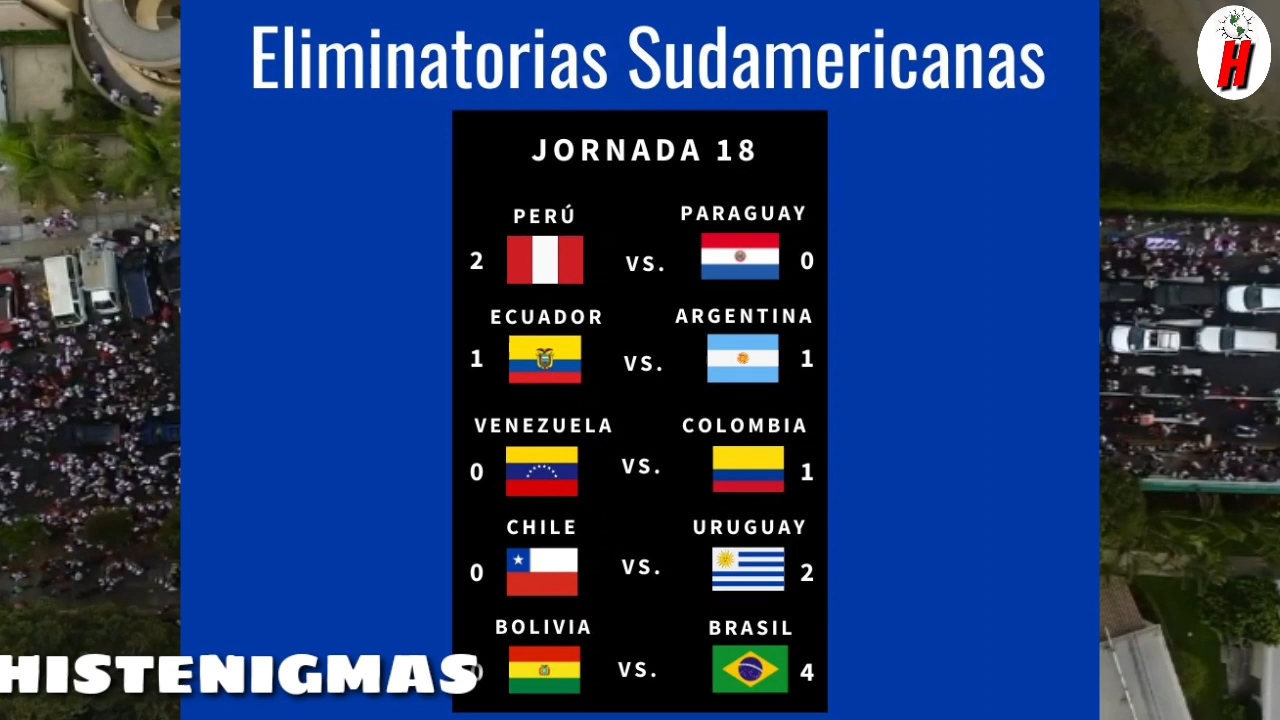 Eliminatorias Sudamericanas
H
JORNADA 18
PERÚ PARAGUAY
2 VS. 0
ECUADOR ARGENTINA
1 VS. 1
VENEZUELA COLOMBIA
0 VS. 1
CHILE URUGUAY
0 VS. 2
BOLIVIA BRASIL
0 VS. 4
HISTENIGMAS